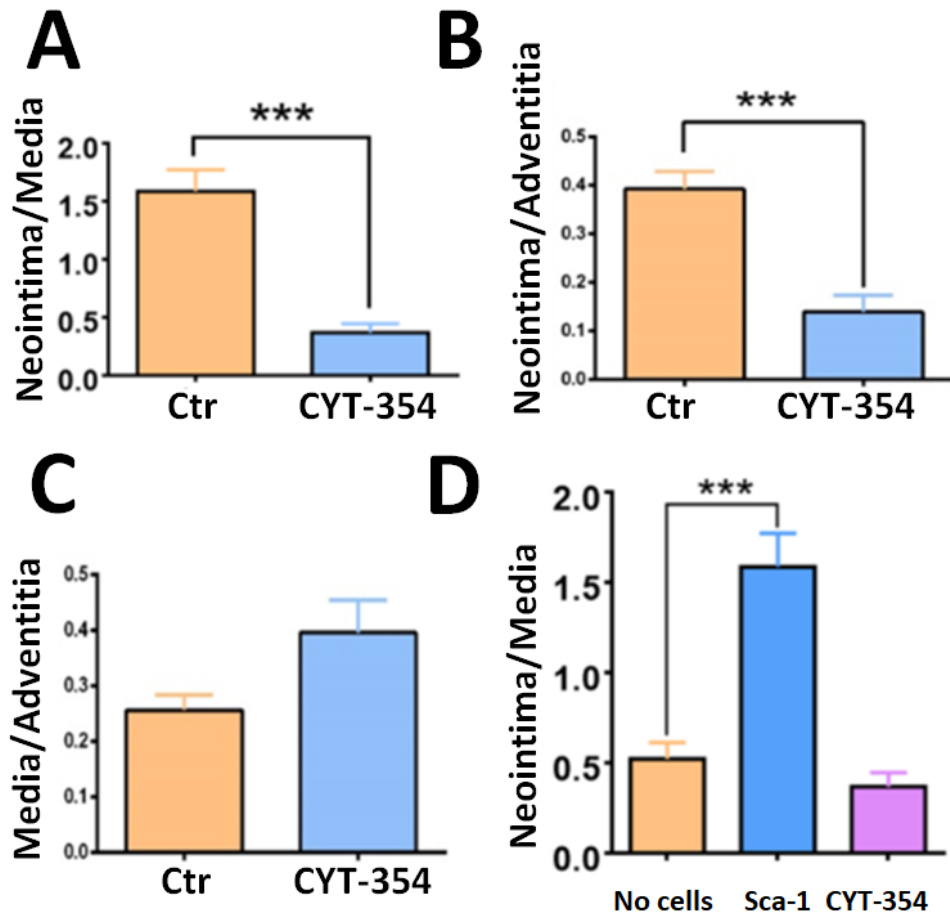 A
Neointima/Media
2.0
1.5
1.0
0.5
0.0
***
Ctr CYT-354
B
Neointima/Adventitia
0.5
0.4
0.3
0.2
0.1
0.0
***
Ctr CYT-354
C
Media/Adventitia
0.5
0.4
0.3
0.2
0.1
0.0
Ctr CYT-354
D
Neointima/Media
2.0
1.5
1.0
0.5
0.0
***
No cells Sca-1 CYT-354